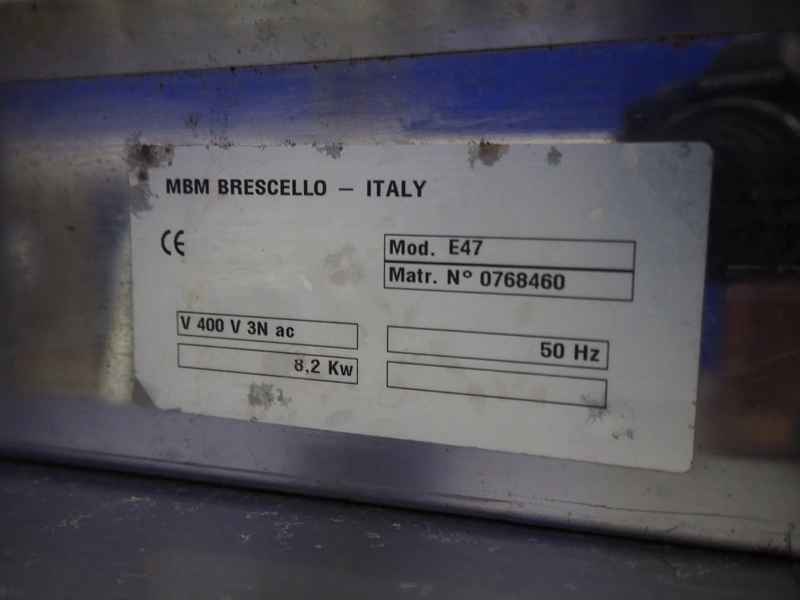 MBM BRESCELLO – ITALY
CE
Mod. E47
Matr. N° 0768460
V 400 V 3N ac
50 Hz
8,2 Kw